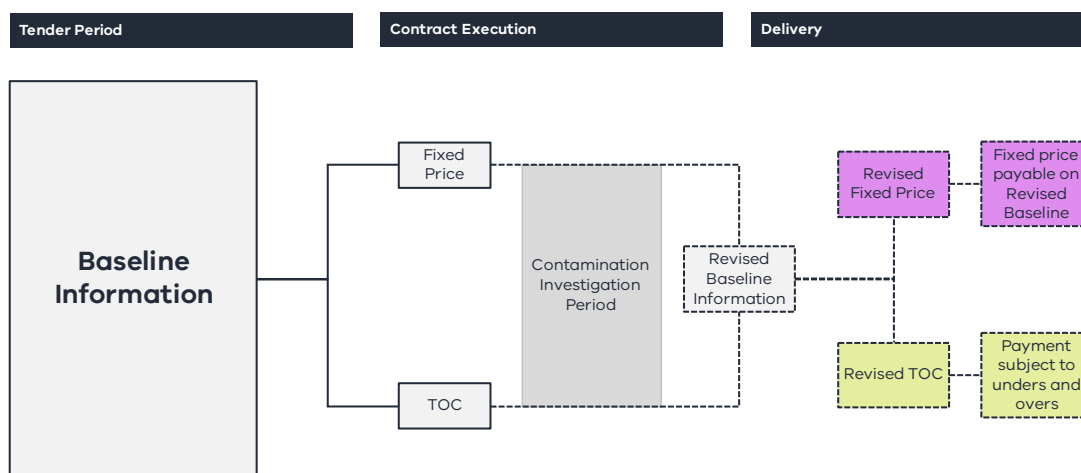 Tender Period
Contract Execution
Delivery
Baseline
Information
Fixed
Price
TOC
Contamination
Investigation
Period
Revised
Baseline
Information
Revised
Fixed Price
Fixed price
payable on
Revised
Baseline
Revised TOC
Payment
subject to
unders and
overs